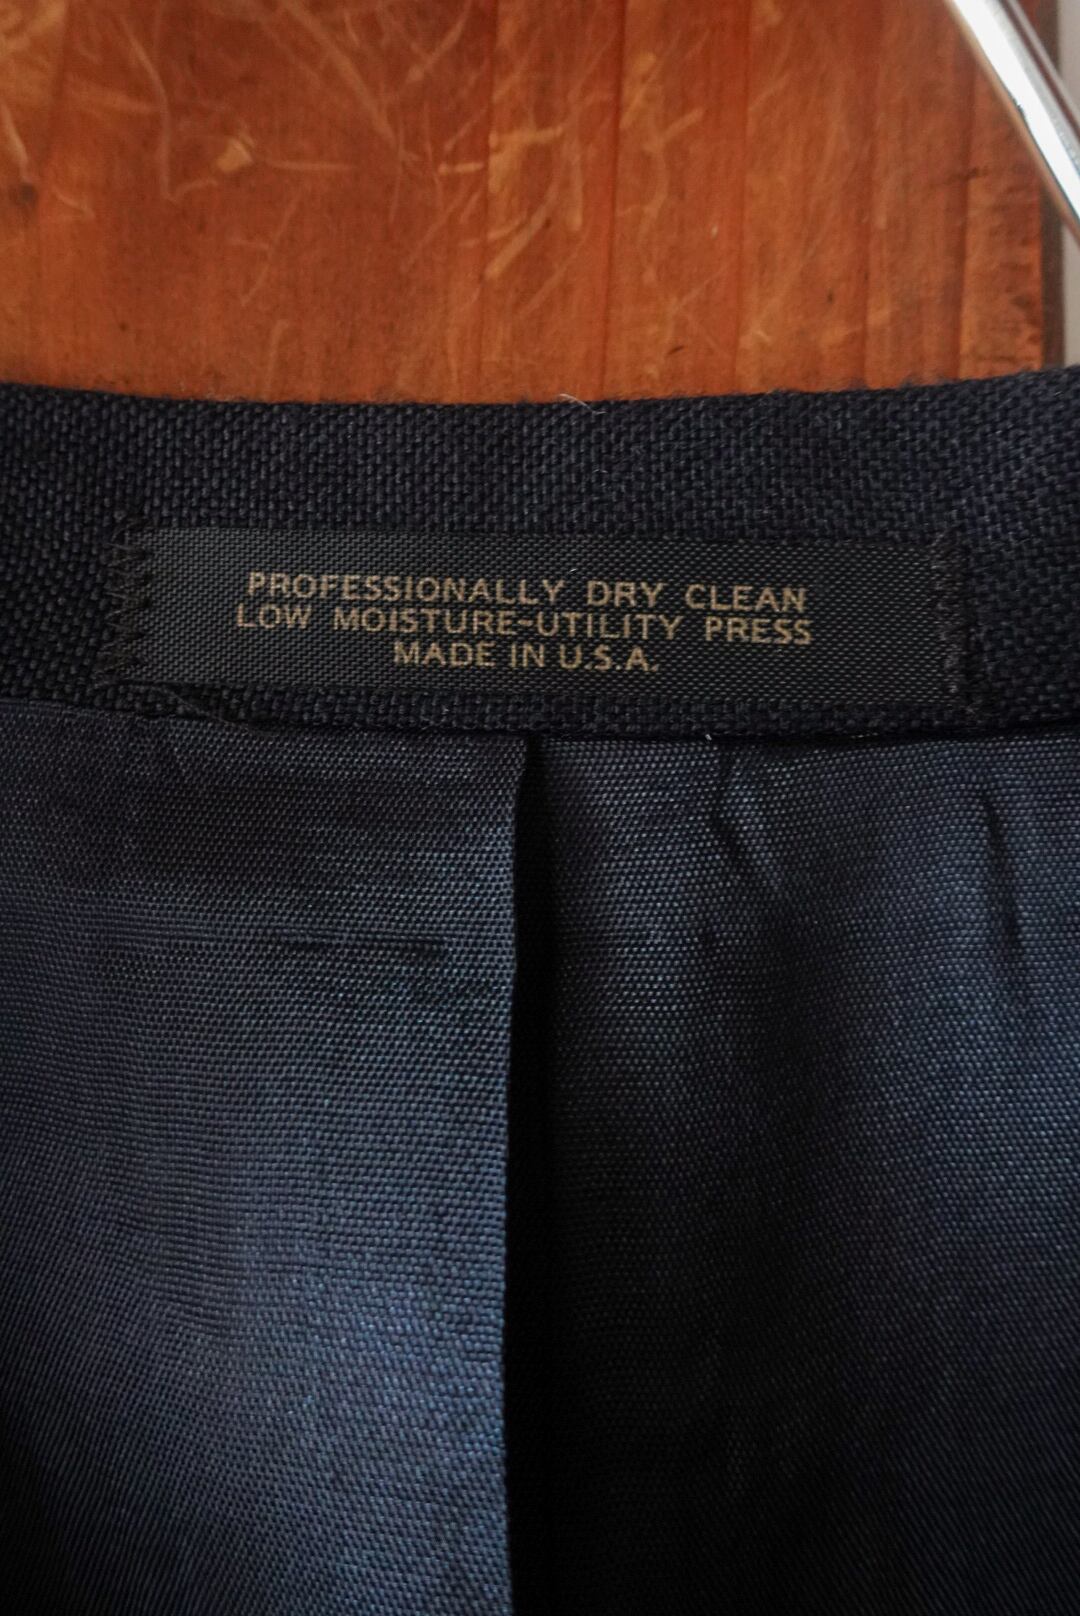 PROFESSIONALLY DRY CLEAN
LOW MOISTURE-UTILITY PRESS
MADE IN U.S.A.